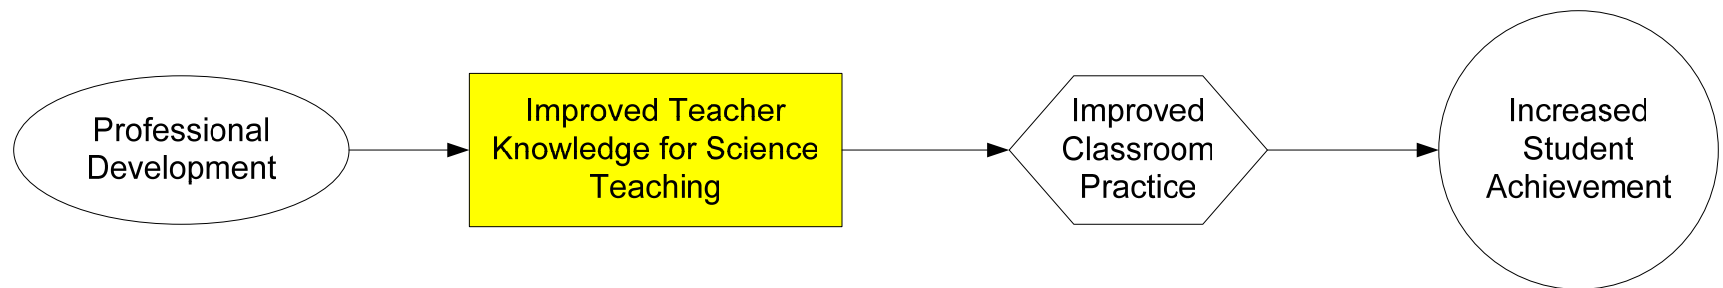 Professional
Development
Improved Teacher
Knowledge for Science
Teaching
Improved
Classroom
Practice
Increased
Student
Achievement